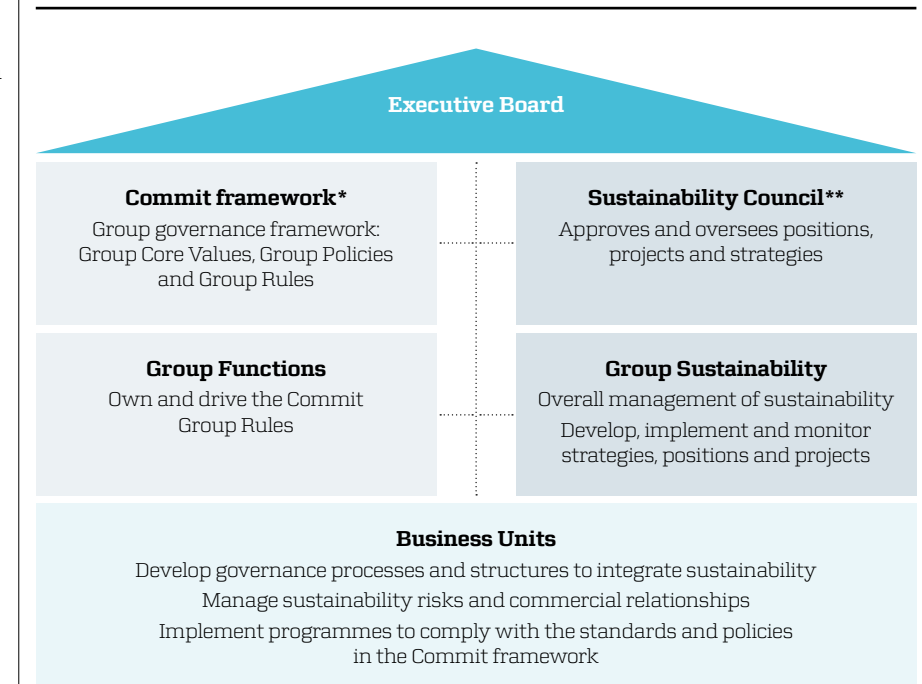 Executive Board
Commit framework*
Group governance framework:
Group Core Values, Group Policies
and Group Rules
Sustainability Council**
Approves and oversees positions,
projects and strategies
Group Functions
Own and drive the Commit
Group Rules
Group Sustainability
Overall management of sustainability
Develop, implement and monitor
strategies, positions and projects
Business Units
Develop governance processes and structures to integrate sustainability
Manage sustainability risks and commercial relationships
Implement programmes to comply with the standards and policies
in the Commit framework